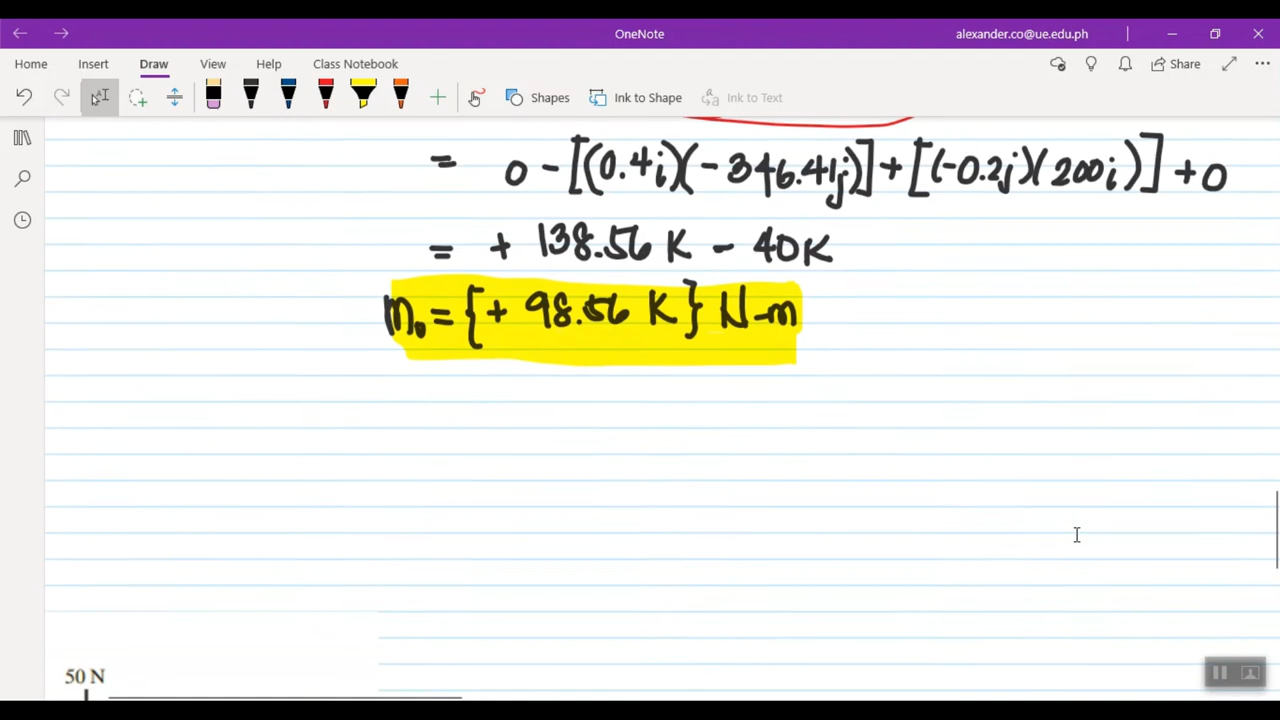 OneNote
alexander.co@ue.edu.ph
Home Insert Draw View Help Class Notebook Share
Shapes Ink to Shape Ink to Text
= 0 - [(0.4i)(-346.41j)] + [(-0.2j)(200i)] + 0
= + 138.56 K - 40K
M₀ = {+ 98.56 K} N-m
50 N